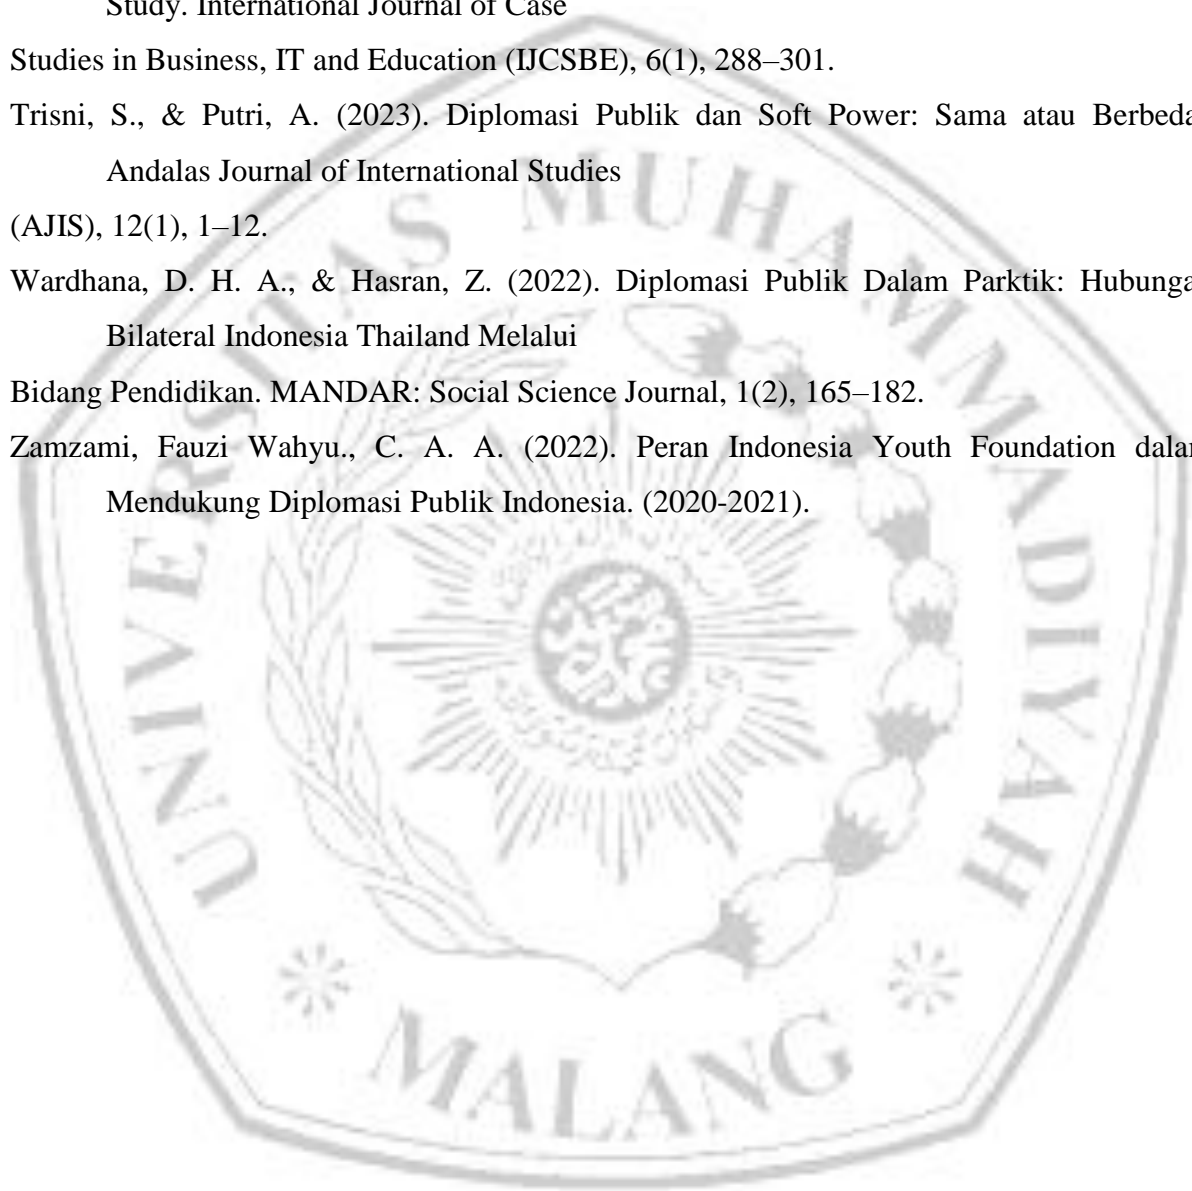 Study. International Journal of Case
Studies in Business, IT and Education (IJCSBE), 6(1), 288–301.
Trisni, S., & Putri, A. (2023). Diplomasi Publik dan Soft Power: Sama atau Berbeda
Andalas Journal of International Studies
(AJIS), 12(1), 1–12.
Wardhana, D. H. A., & Hasran, Z. (2022). Diplomasi Publik Dalam Parktik: Hubunga
Bilateral Indonesia Thailand Melalui
Bidang Pendidikan. MANDAR: Social Science Journal, 1(2), 165–182.
Zamzami, Fauzi Wahyu., C. A. A. (2022). Peran Indonesia Youth Foundation dalam
Mendukung Diplomasi Publik Indonesia. (2020-2021).
UNIVERSITAS MUHAMMADIYAH
MALANG